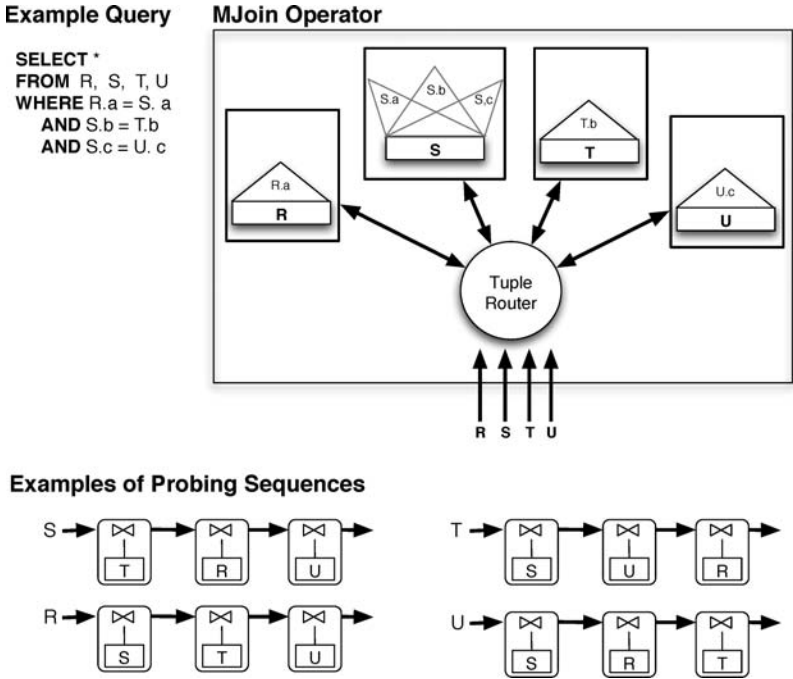 Example Query
MJoin Operator
SELECT *
FROM R, S, T, U
WHERE R.a = S. a
AND S.b = T.b
AND S.c = U. c
S.a
S.b
S,c
S
T.b
T
R.a
R
U.c
U
Tuple
Router
R S T U
Examples of Probing Sequences
S
T
R
U
T
S
U
R
R
S
T
U
U
S
R
T